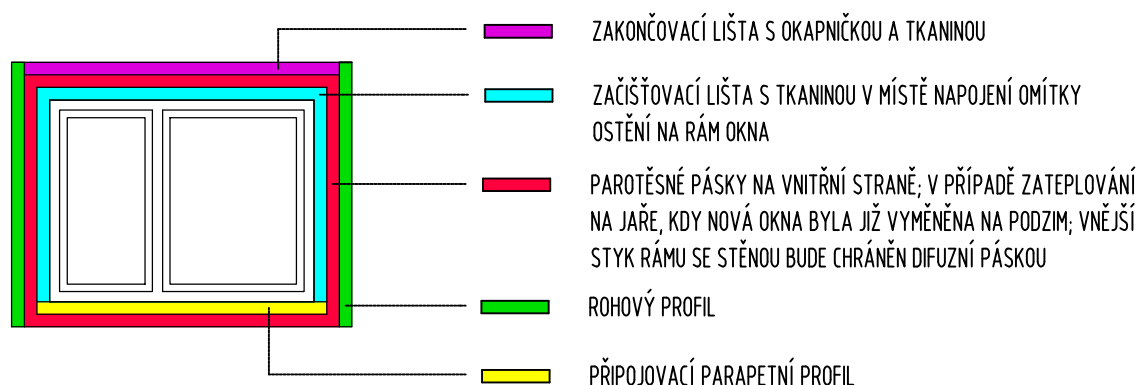 ZAKONČOVACÍ LIŠTA S OKAPNIČKOU A TKANINOU
ZAČIŠŤOVACÍ LIŠTA S TKANINOU V MÍSTĚ NAPOJENÍ OMÍTKY
OSTĚNÍ NA RÁM OKNA
PAROTĚSNÉ PÁSKY NA VNITŘNÍ STRANĚ; V PŘÍPADĚ ZATEPLOVÁNÍ
NA JAŘE, KDY NOVÁ OKNA BYLA JIŽ VYMĚNĚNA NA PODZIM; VNĚJŠÍ
STYK RÁMU SE STĚNOU BUDE CHRÁNĚN DIFUZNÍ PÁSKOU
ROHOVÝ PROFIL
PŘIPOJOVACÍ PARAPETNÍ PROFIL